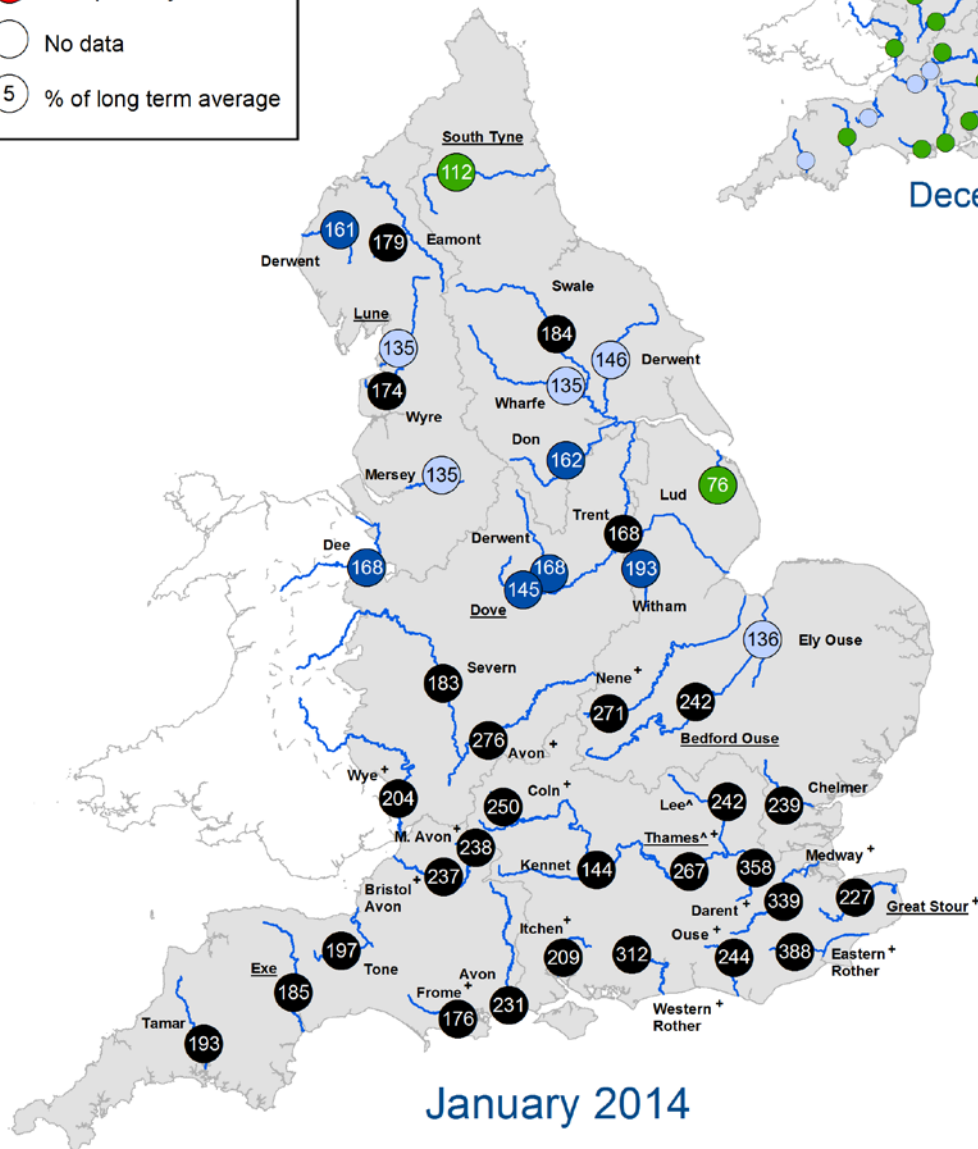 No data
5 % of long term average
Dece
South Tyne
112
161
179
Eamont
Derwent
Swale
Lune
184
135
146
Derwent
174
135
Wharfe
Wyre
Don
162
Mersey
135
76
Lud
Trent
168
Derwent
Dee
168
168
193
145
Dove
Witham
136
Ely Ouse
Severn
183
Nene +
242
271
276
Avon +
Bedford Ouse
Wye +
204
Coln +
250
Lee^
242
239
Chelmer
M. Avon +
238
Thames^ +
Medway +
Kennet
144
267
358
237
Bristol +
Avon
Darent +
339
227
Great Stour +
Itchen +
Ouse +
209
312
244
388
Eastern +
Rother
197
Tone
Exe
185
Avon
Frome +
231
176
Western +
Rother
Tamar
193
January 2014